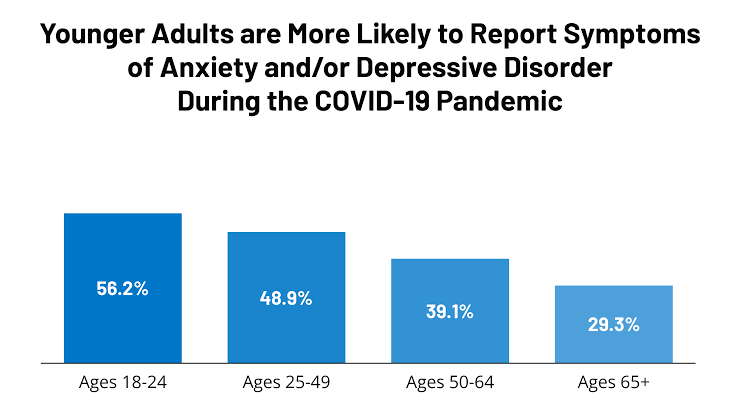 Younger Adults are More Likely to Report Symptoms
of Anxiety and/or Depressive Disorder
During the COVID-19 Pandemic
56.2%
48.9%
39.1%
29.3%
Ages 18-24
Ages 25-49
Ages 50-64
Ages 65+